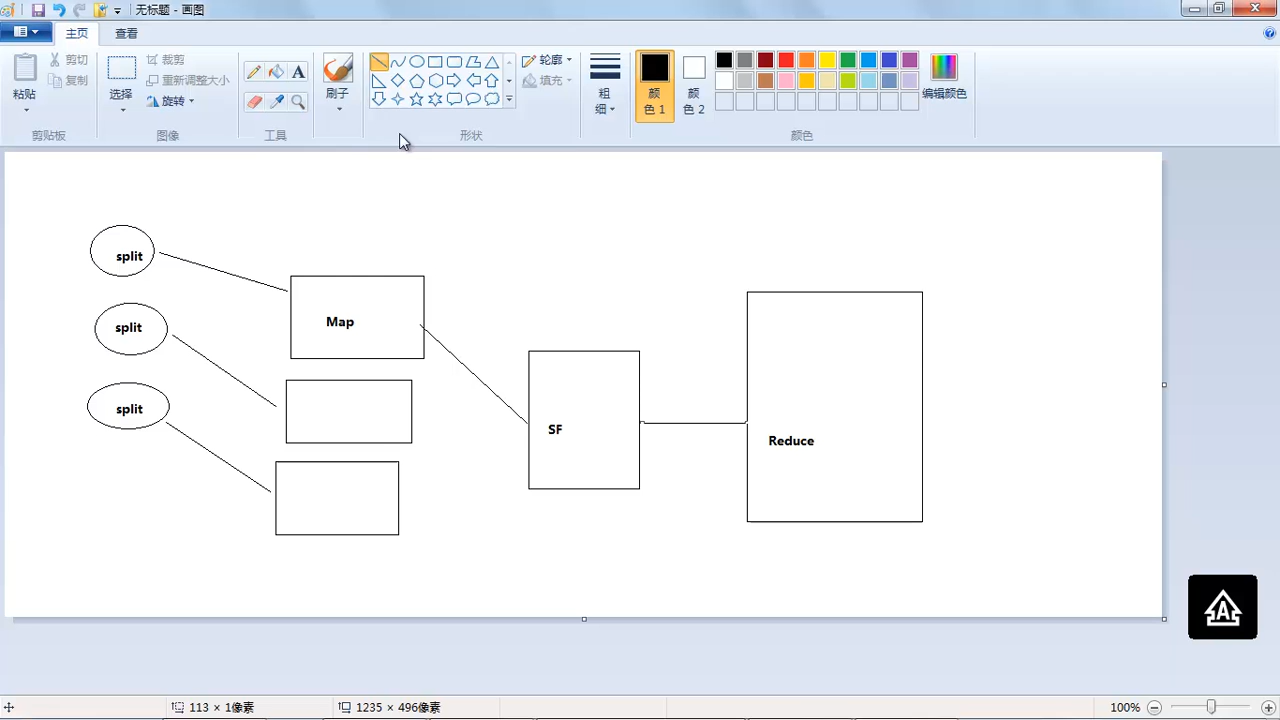 无标题 - 画图
主页
查看
粘贴
剪切
复制
剪贴板
选择
裁剪
重新调整大小
旋转
图像
A
工具
刷子
轮廓
填充
形状
粗
细
颜
色 1
颜
色 2
编辑颜色
颜色
split
split
split
Map
SF
Reduce
A
113 × 1像素
1235 × 496像素
100%